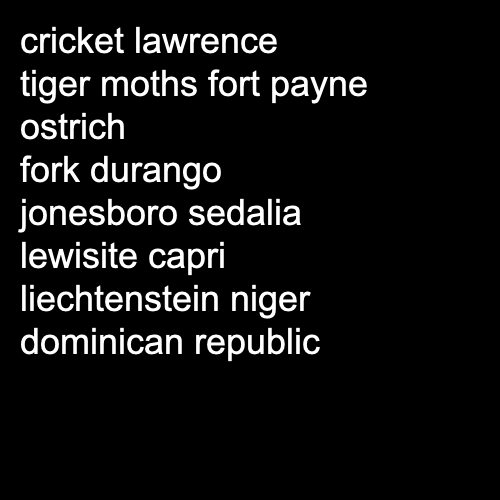 cricket lawrence
tiger moths fort payne
ostrich
fork durango
jonesboro sedalia
lewisite capri
liechtenstein niger
dominican republic